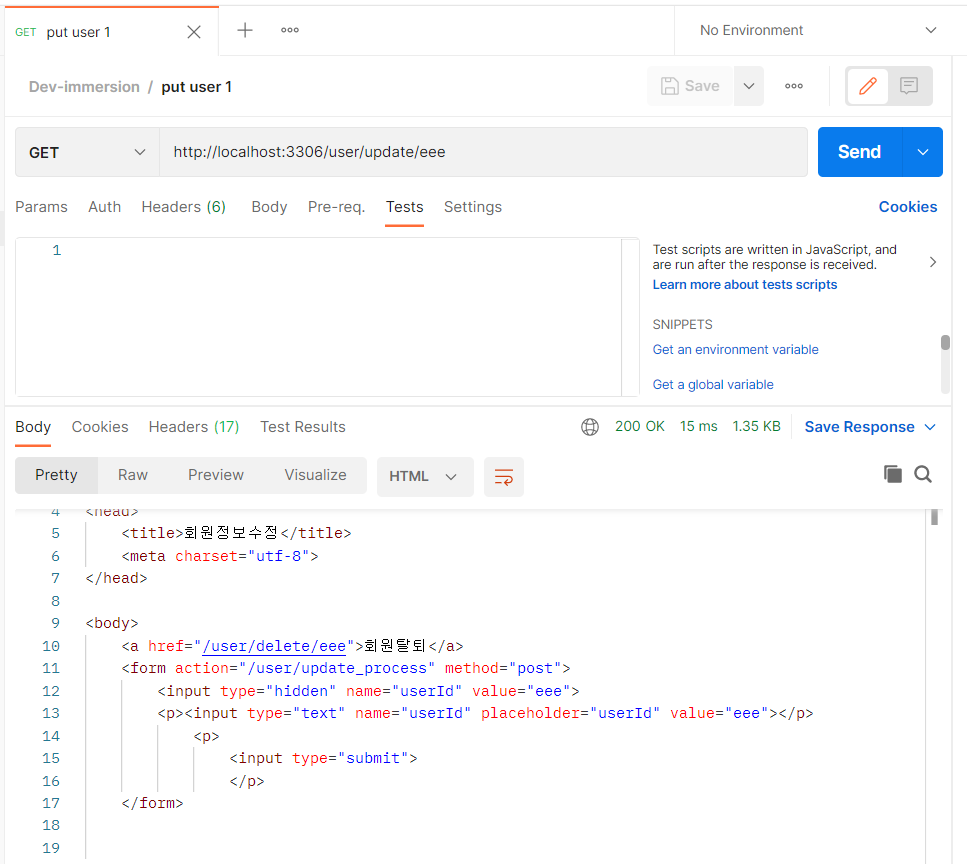 GET put user 1
No Environment
Dev-immersion / put user 1
Save
GET http://localhost:3306/user/update/eee Send
Params Auth Headers (6) Body Pre-req. Tests Settings Cookies
1
Test scripts are written in JavaScript, and
are run after the response is received.
Learn more about tests scripts
SNIPPETS
Get an environment variable
Get a global variable
Body Cookies Headers (17) Test Results 200 OK 15 ms 1.35 KB Save Response
Pretty Raw Preview Visualize HTML
4 <head>
5 <title>회원정보수정</title>
6 <meta charset="utf-8">
7 </head>
8
9 <body>
10 <a href="/user/delete/eee">회원탈퇴</a>
11 <form action="/user/update_process" method="post">
12 <input type="hidden" name="userId" value="eee">
13 <p><input type="text" name="userId" placeholder="userId" value="eee"></p>
14 <p>
15 <input type="submit">
16 </p>
17 </form>
18
19